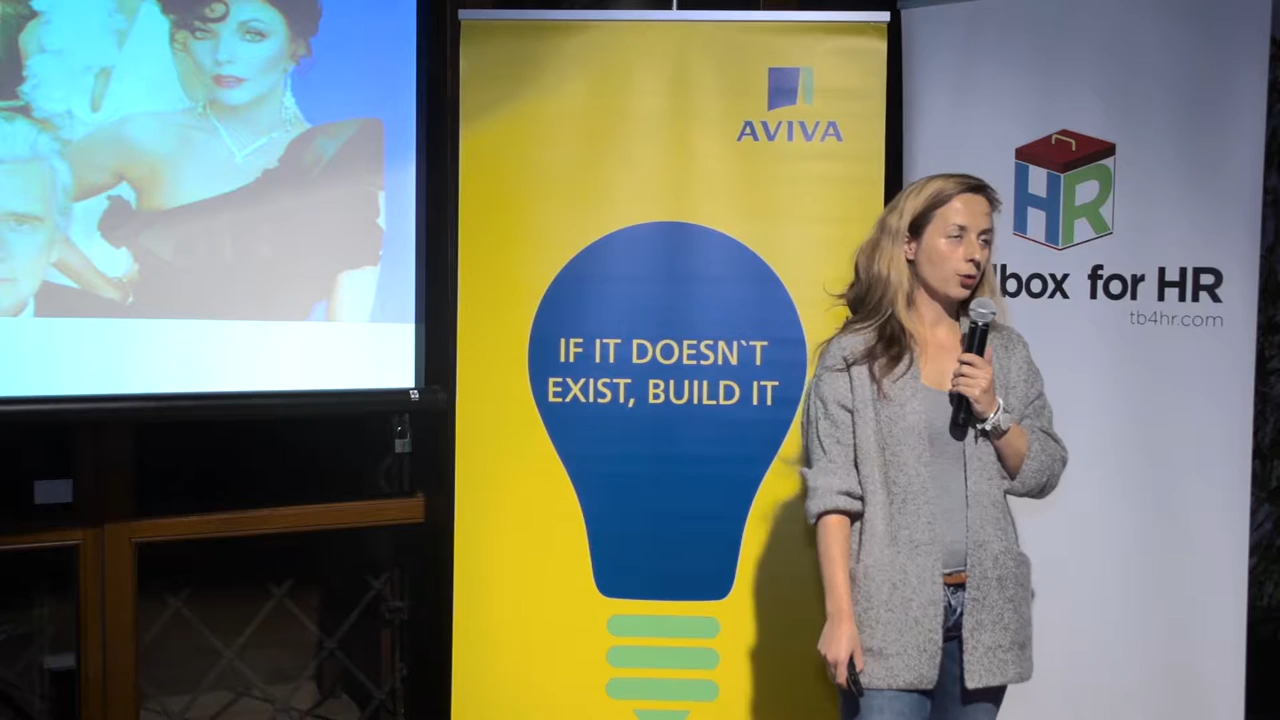 AVIVA
IF IT DOESN`T
EXIST, BUILD IT
HR
lbox for HR
tb4hr.com